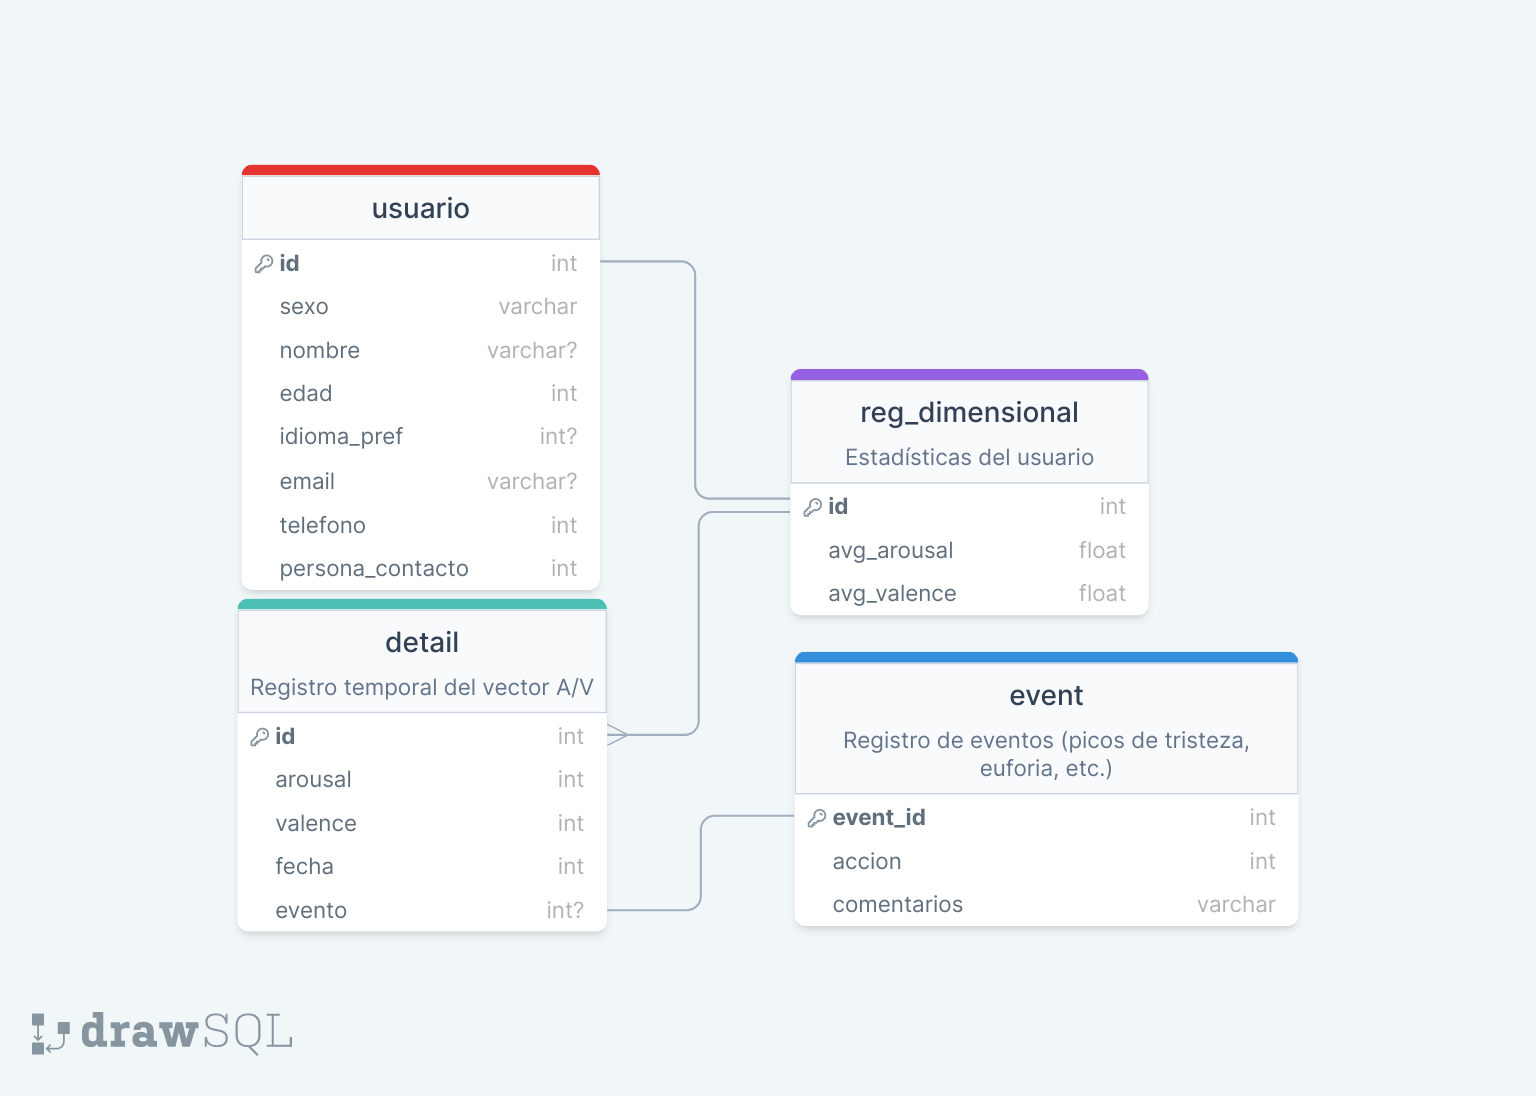 usuario
id int
sexo varchar
nombre varchar?
edad int
idioma_pref int?
email varchar?
telefono int
persona_contacto int
detail
Registro temporal del vector A/V
id int
arousal int
valence int
fecha int
evento int?
reg_dimensional
Estadísticas del usuario
id int
avg_arousal float
avg_valence float
event
Registro de eventos (picos de tristeza,
euforia, etc.)
event_id int
accion int
comentarios varchar
drawSQL